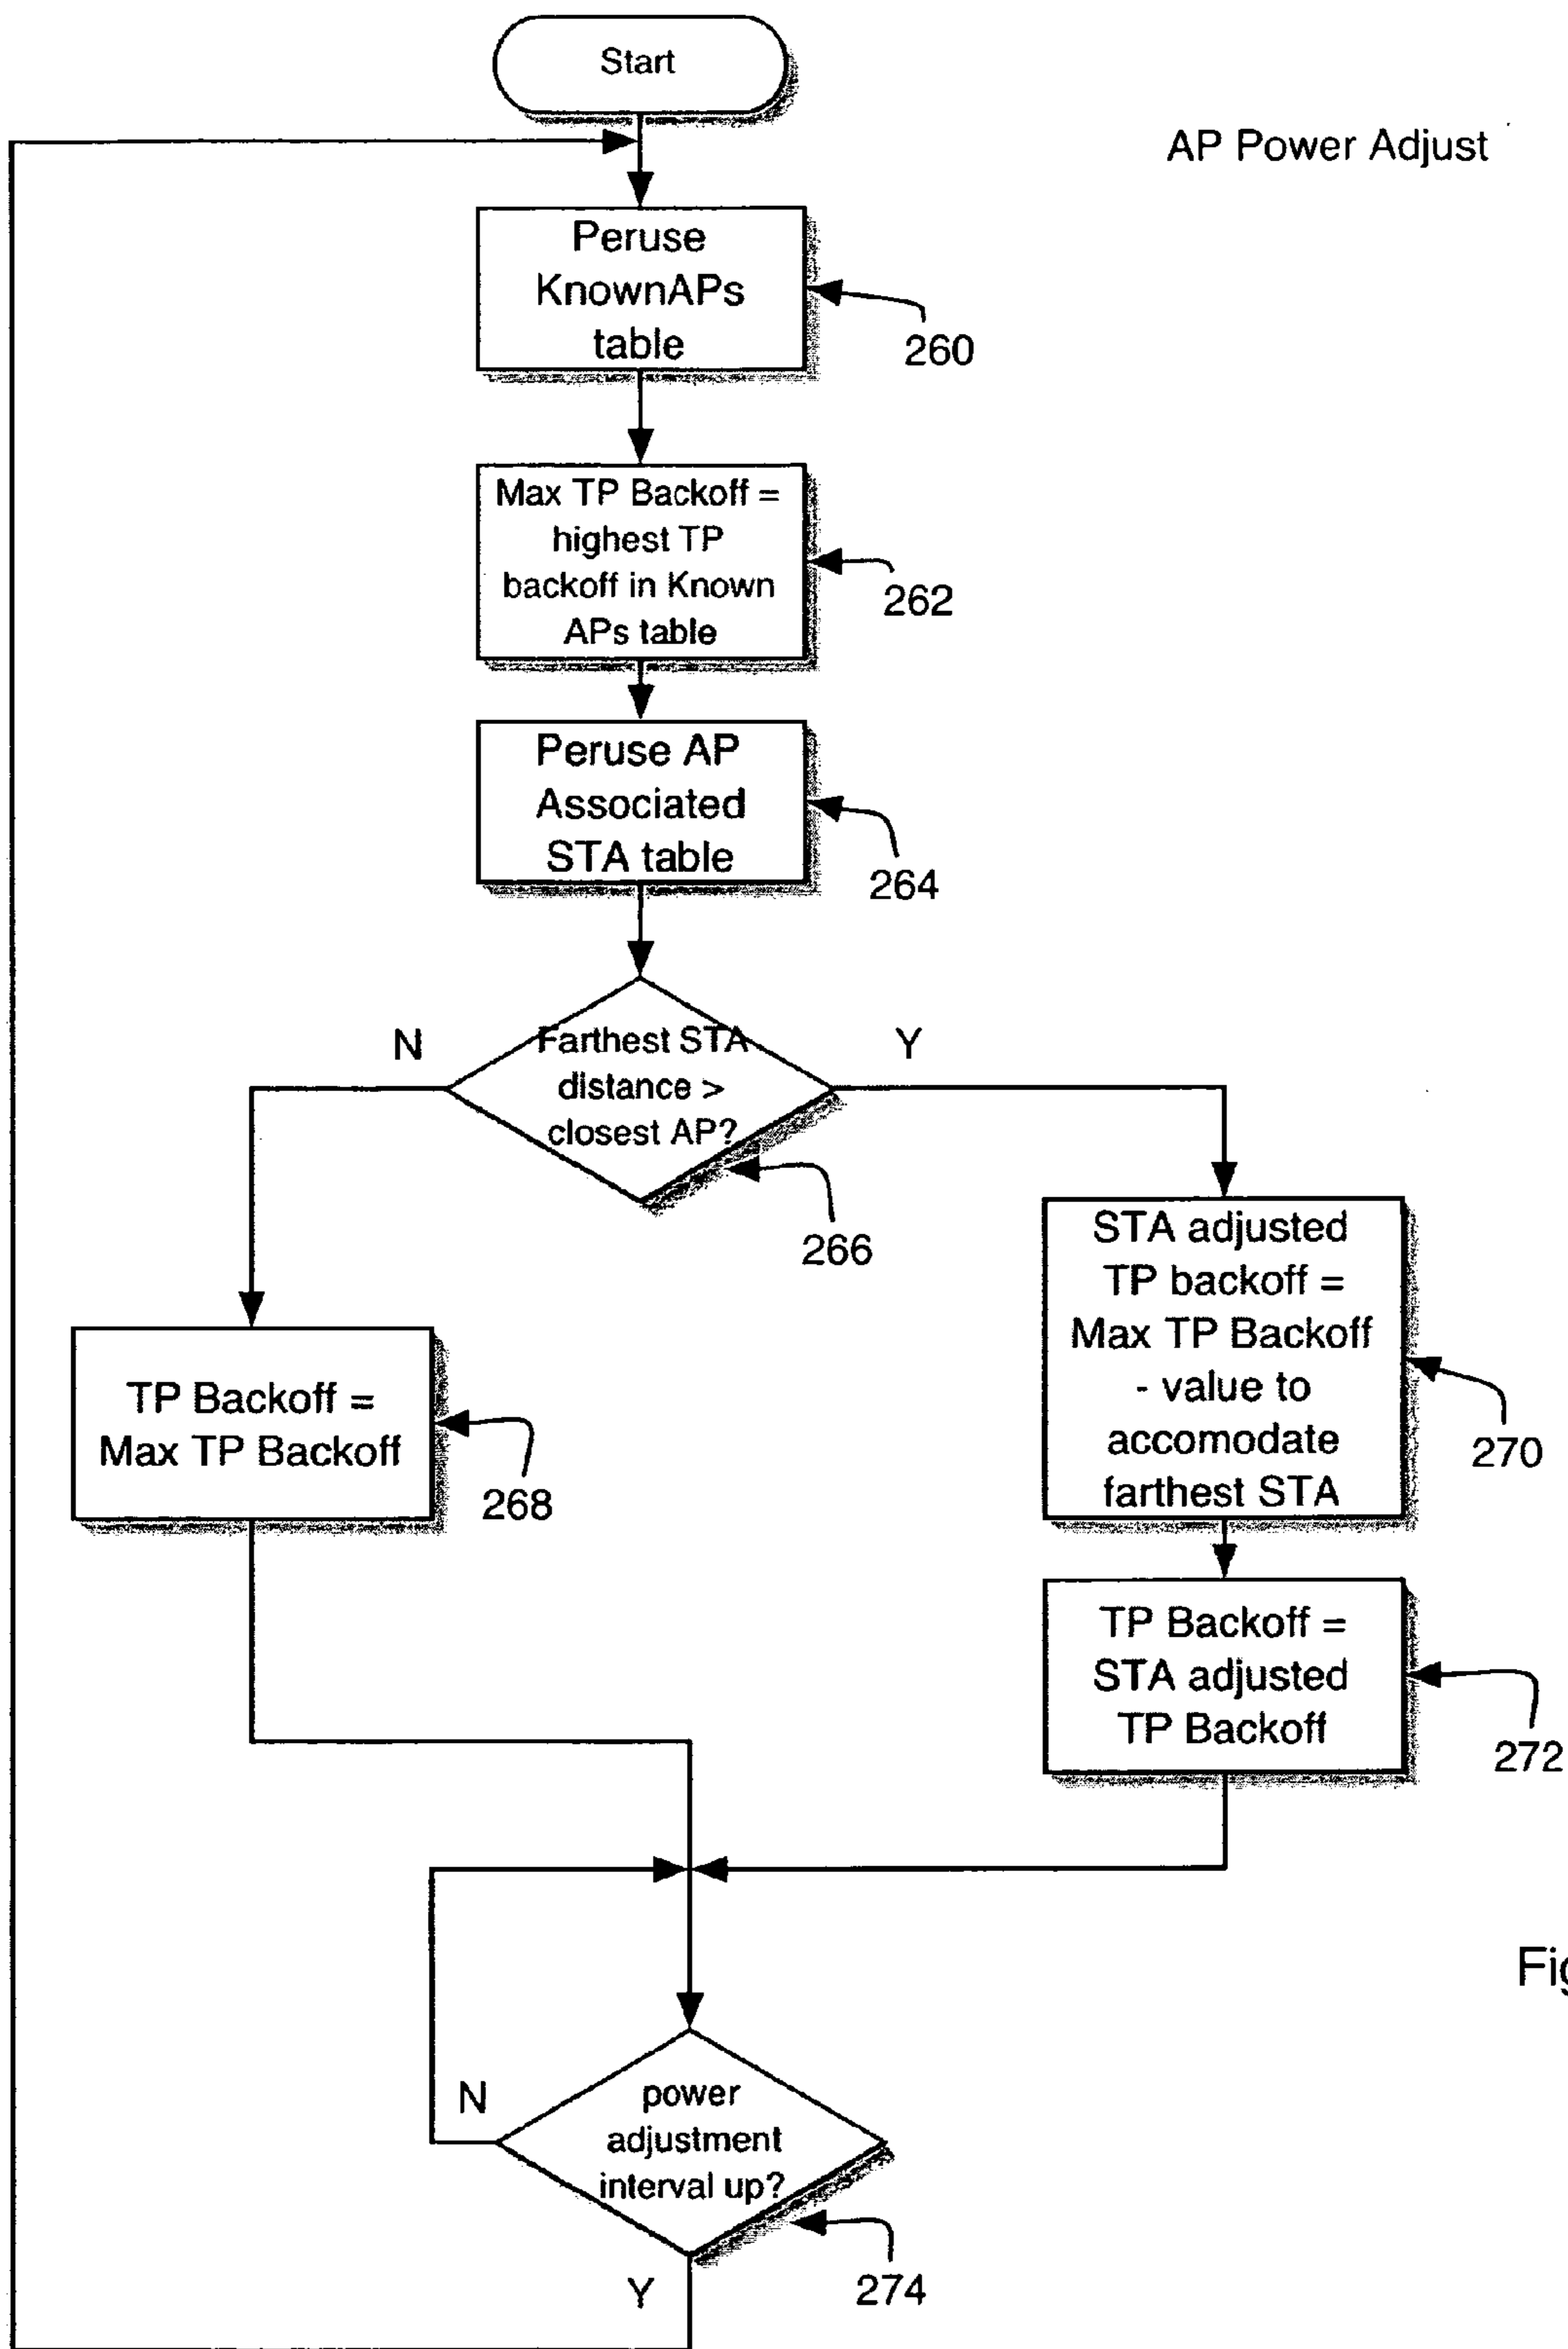 Start
AP Power Adjust
Peruse
KnownAPs
table
260
Max TP Backoff =
highest TP
backoff in Known
APs table
262
Peruse AP
Associated
STA table
264
N
Farthest STA
distance >
closest AP?
Y
266
STA adjusted
TP backoff =
Max TP Backoff
- value to
accomodate
farthest STA
270
TP Backoff =
Max TP Backoff
268
TP Backoff =
STA adjusted
TP Backoff
272
N
power
adjustment
interval up?
Y
274